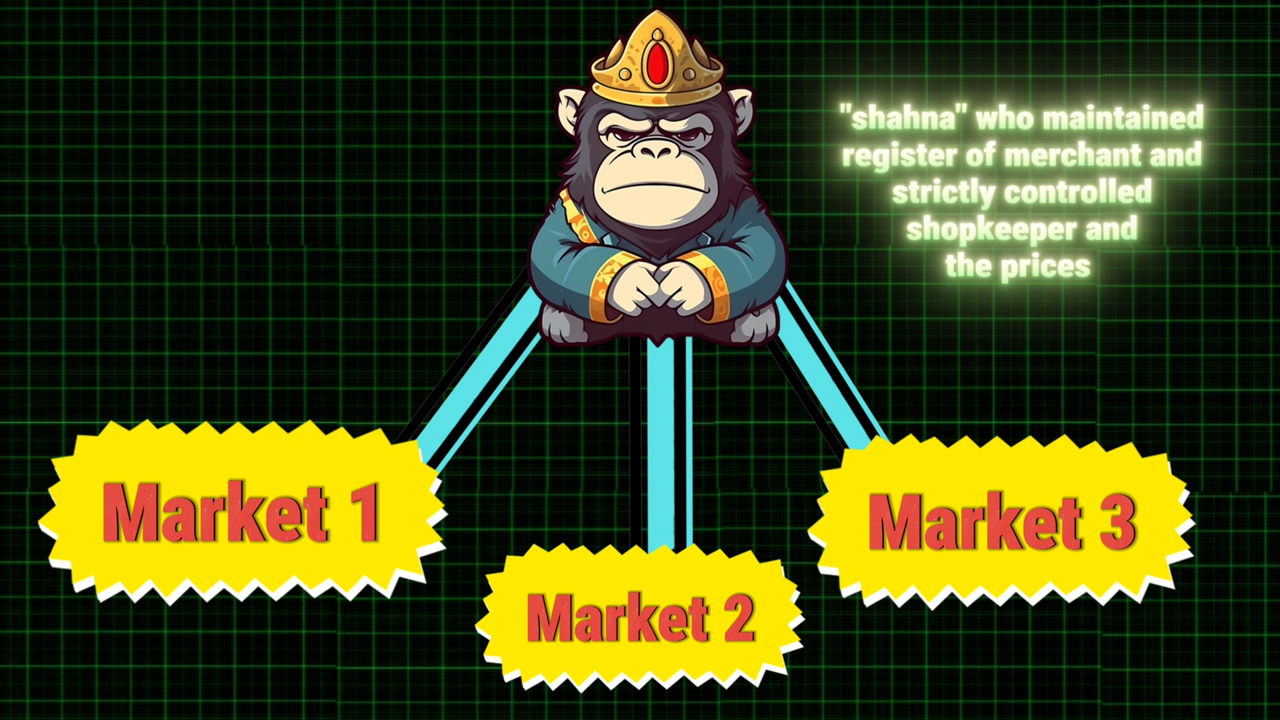 "shahna" who maintained
register of merchant and
strictly controlled
shopkeeper and
the prices
Market 1
Market 2
Market 3